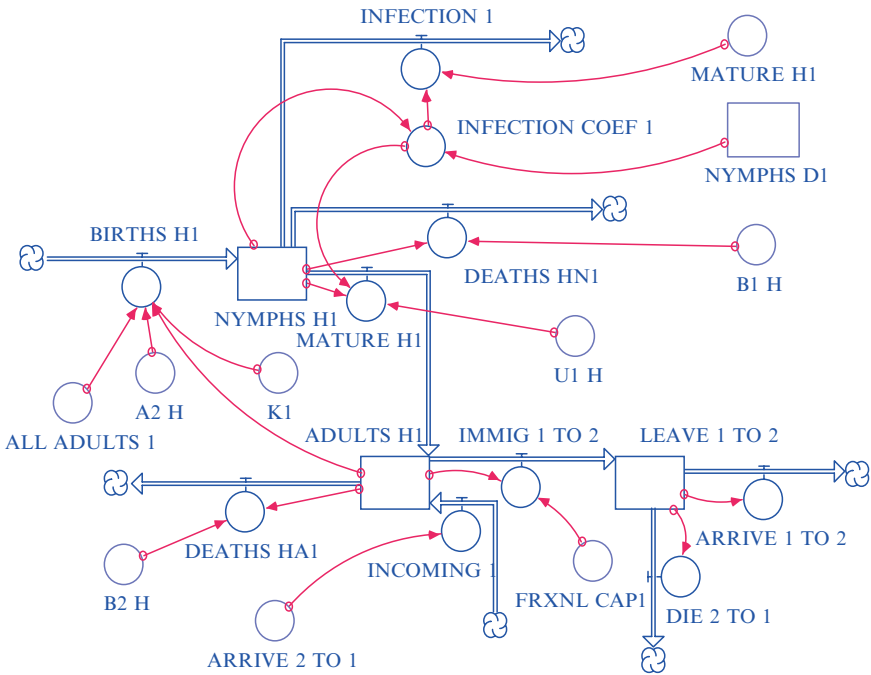 INFECTION 1
MATURE H1
INFECTION COEF 1
NYMPHS D1
BIRTHS H1
DEATHS HN1
B1 H
NYMPHS H1
MATURE H1
U1 H
A2 H
K1
ALL ADULTS 1
ADULTS H1
IMMIG 1 TO 2
LEAVE 1 TO 2
DEATHS HA1
INCOMING 1
ARRIVE 1 TO 2
B2 H
FRXNL CAP1
DIE 2 TO 1
ARRIVE 2 TO 1